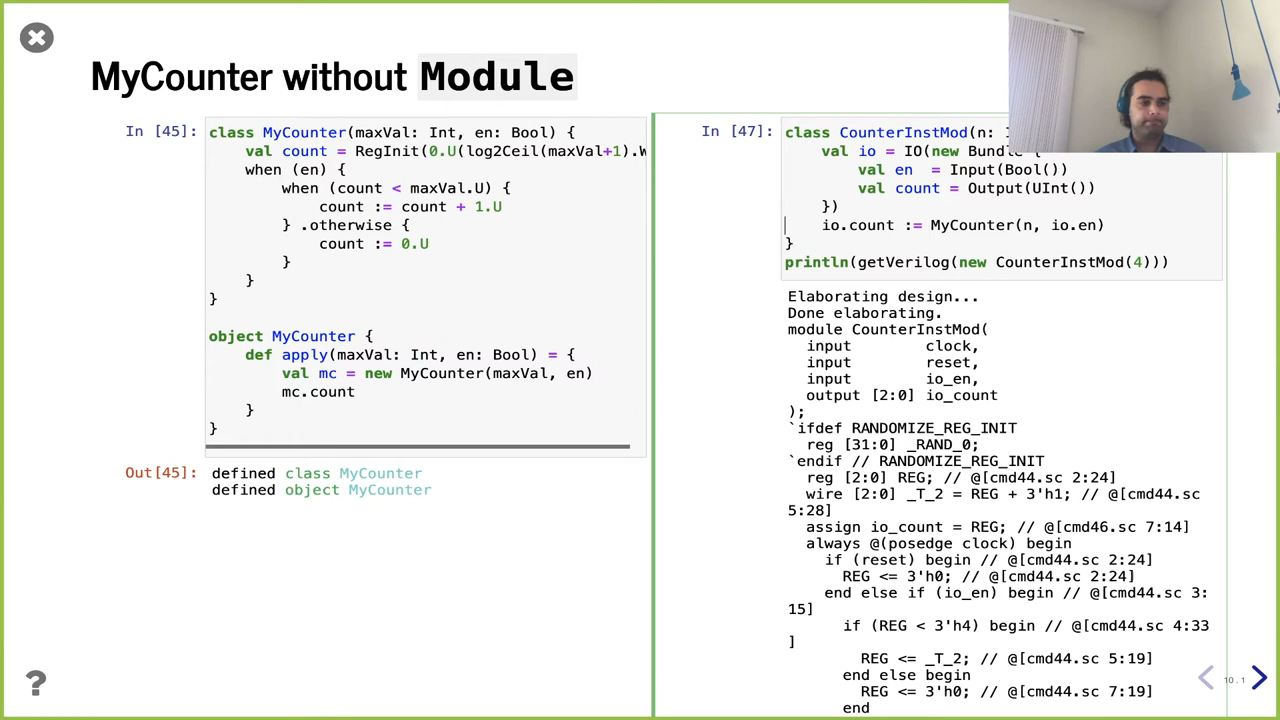 MyCounter without Module
In [45]:
class MyCounter(maxVal: Int, en: Bool) {
    val count = RegInit(0.U(log2Ceil(maxVal+1).W
    when (en) {
        when (count < maxVal.U) {
            count := count + 1.U
        } .otherwise {
            count := 0.U
        }
    }
}
object MyCounter {
    def apply(maxVal: Int, en: Bool) = {
        val mc = new MyCounter(maxVal, en)
        mc.count
    }
}
Out[45]:
defined class MyCounter
defined object MyCounter
In [47]:
class CounterInstMod(n:
    val io = IO(new Bundle {
        val en  = Input(Bool())
        val count = Output(UInt())
    })
    io.count := MyCounter(n, io.en)
}
println(getVerilog(new CounterInstMod(4)))
Elaborating design...
Done elaborating.
module CounterInstMod(
  input        clock,
  input        reset,
  input        io_en,
  output [2:0] io_count
);
`ifdef RANDOMIZE_REG_INIT
  reg [31:0] _RAND_0;
`endif // RANDOMIZE_REG_INIT
  reg [2:0] REG; // @[cmd44.sc 2:24]
  wire [2:0] _T_2 = REG + 3'h1; // @[cmd44.sc
5:28]
  assign io_count = REG; // @[cmd46.sc 7:14]
  always @(posedge clock) begin
    if (reset) begin // @[cmd44.sc 2:24]
      REG <= 3'h0; // @[cmd44.sc 2:24]
    end else if (io_en) begin // @[cmd44.sc 3:
15]
      if (REG < 3'h4) begin // @[cmd44.sc 4:33
]
        REG <= _T_2; // @[cmd44.sc 5:19]
      end else begin
        REG <= 3'h0; // @[cmd44.sc 7:19]
      end
?
10.1